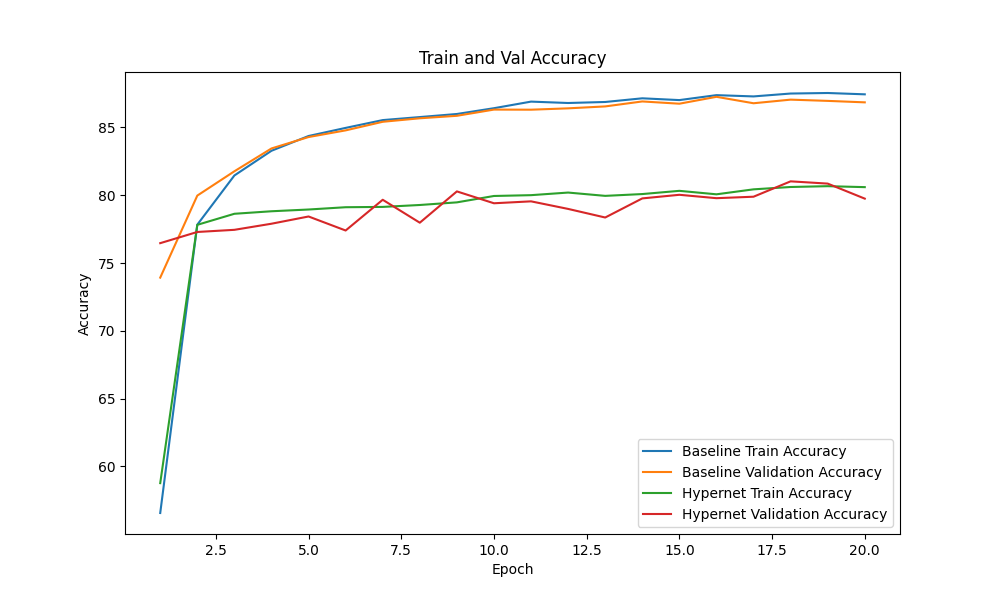 Train and Val Accuracy
Accuracy
85
80
75
70
65
60
2.5 5.0 7.5 10.0 12.5 15.0 17.5 20.0
Epoch
Baseline Train Accuracy
Baseline Validation Accuracy
Hypernet Train Accuracy
Hypernet Validation Accuracy